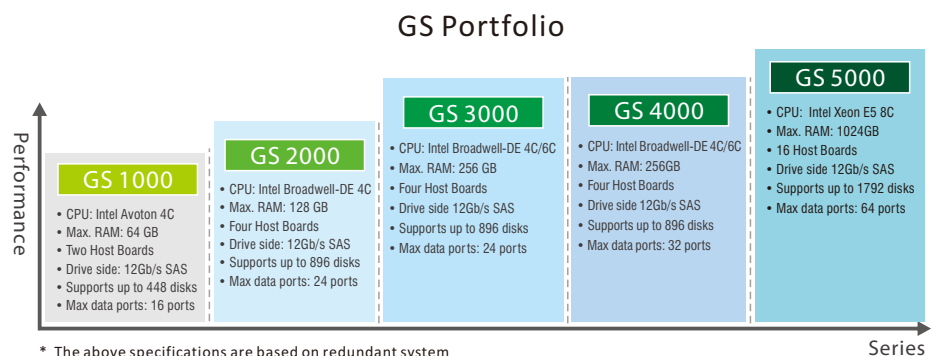 GS Portfolio
Performance
GS 1000
• CPU: Intel Avoton 4C
• Max. RAM: 64 GB
• Two Host Boards
• Drive side: 12Gb/s SAS
• Supports up to 448 disks
• Max data ports: 16 ports
GS 2000
• CPU: Intel Broadwell-DE 4C
• Max. RAM: 128 GB
• Four Host Boards
• Drive side: 12Gb/s SAS
• Supports up to 896 disks
• Max data ports: 24 ports
GS 3000
• CPU: Intel Broadwell-DE 4C/6C
• Max. RAM: 256 GB
• Four Host Boards
• Drive side 12Gb/s SAS
• Supports up to 896 disks
• Max data ports: 24 ports
GS 4000
• CPU: Intel Broadwell-DE 4C/6C
• Max. RAM: 256GB
• Four Host Boards
• Drive side 12Gb/s SAS
• Supports up to 896 disks
• Max data ports: 32 ports
GS 5000
• CPU: Intel Xeon E5 8C
• Max. RAM: 1024GB
• 16 Host Boards
• Drive side 12Gb/s SAS
• Supports up to 1792 disks
• Max data ports: 64 ports
Series
* The above specifications are based on redundant system